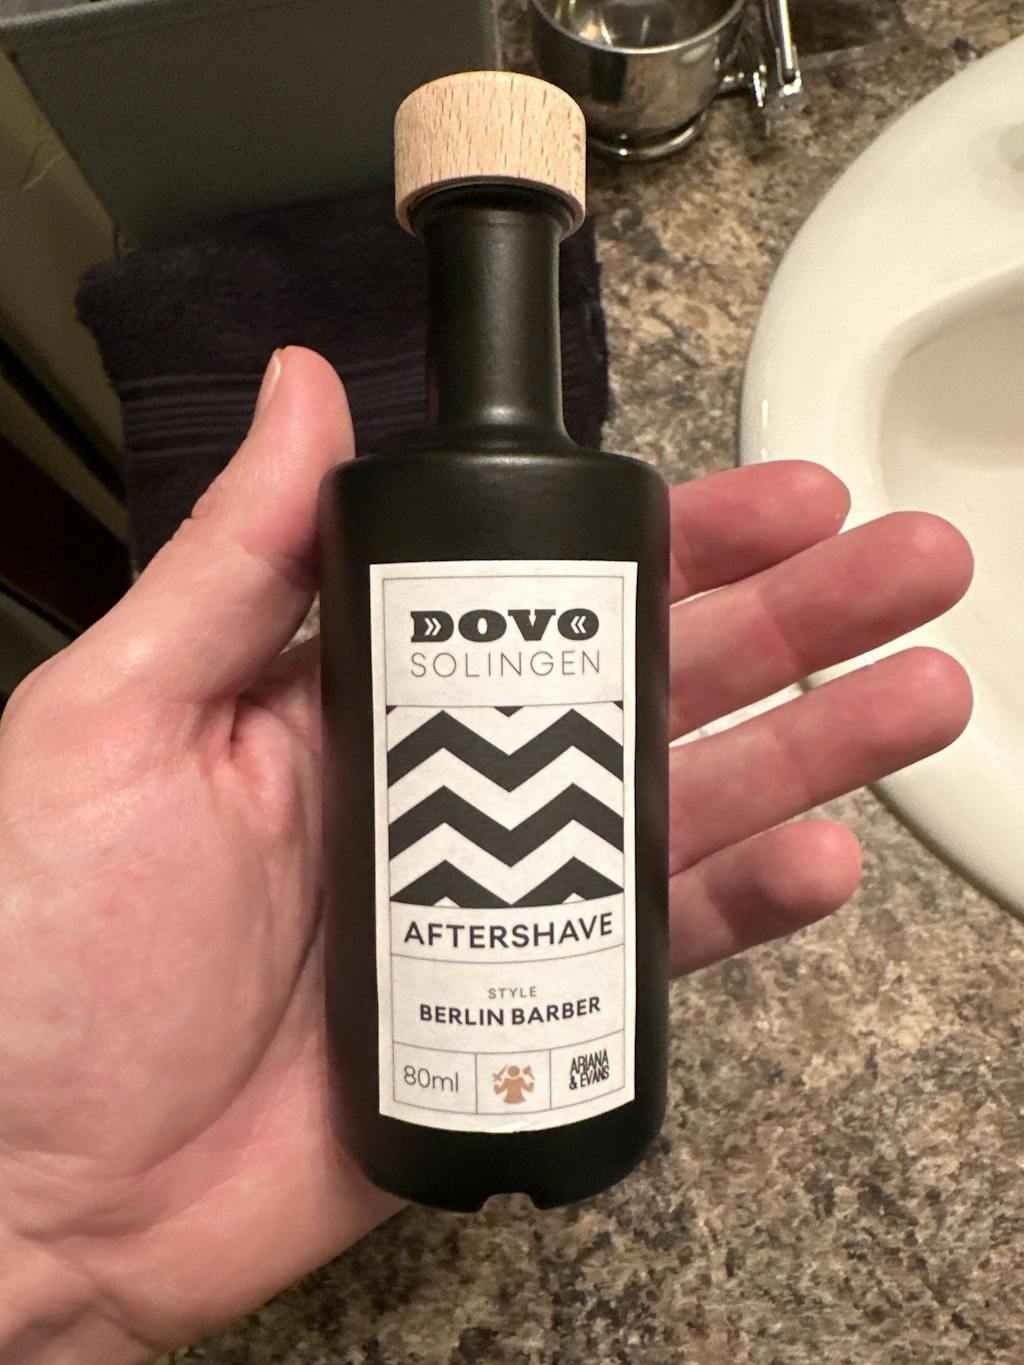 DOVO
SOLINGEN
AFTERSHAVE
STYLE
BERLIN BARBER
80ml
ARIANA
& EVANS